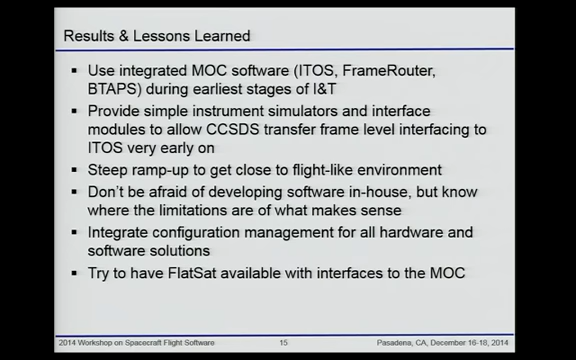 Results & Lessons Learned
▪ Use integrated MOC software (ITOS, FrameRouter,
BTAPS) during earliest stages of I&T
▪ Provide simple instrument simulators and interface
modules to allow CCSDS transfer frame level interfacing to
ITOS very early on
▪ Steep ramp-up to get close to flight-like environment
▪ Don't be afraid of developing software in-house, but know
where the limitations are of what makes sense
▪ Integrate configuration management for all hardware and
software solutions
▪ Try to have FlatSat available with interfaces to the MOC
2014 Workshop on Spacecraft Flight Software 15 Pasadena, CA, December 16-18, 2014